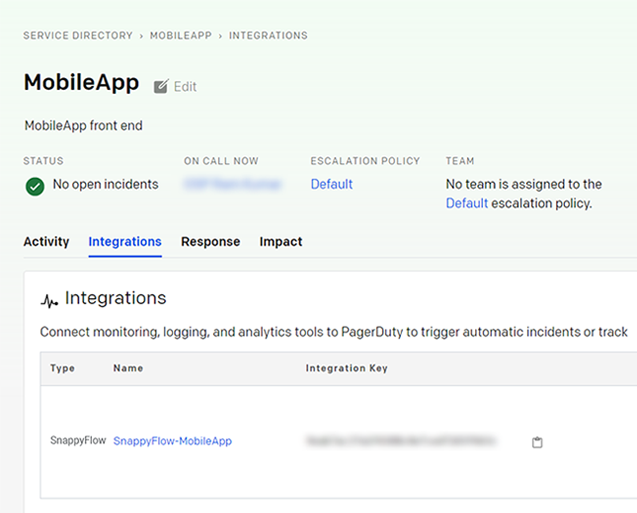 SERVICE DIRECTORY › MOBILEAPP › INTEGRATIONS
MobileApp Edit
MobileApp front end
STATUS ON CALL NOW ESCALATION POLICY TEAM
No open incidents Default No team is assigned to the
Default escalation policy.
Activity Integrations Response Impact
Integrations
Connect monitoring, logging, and analytics tools to PagerDuty to trigger automatic incidents or track
Type Name Integration Key
SnappyFlow SnappyFlow-MobileApp